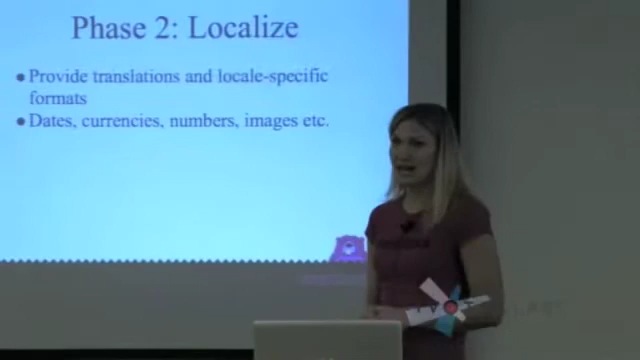 Phase 2: Localize
● Provide translations and locale-specific
formats
● Dates, currencies, numbers, images etc.